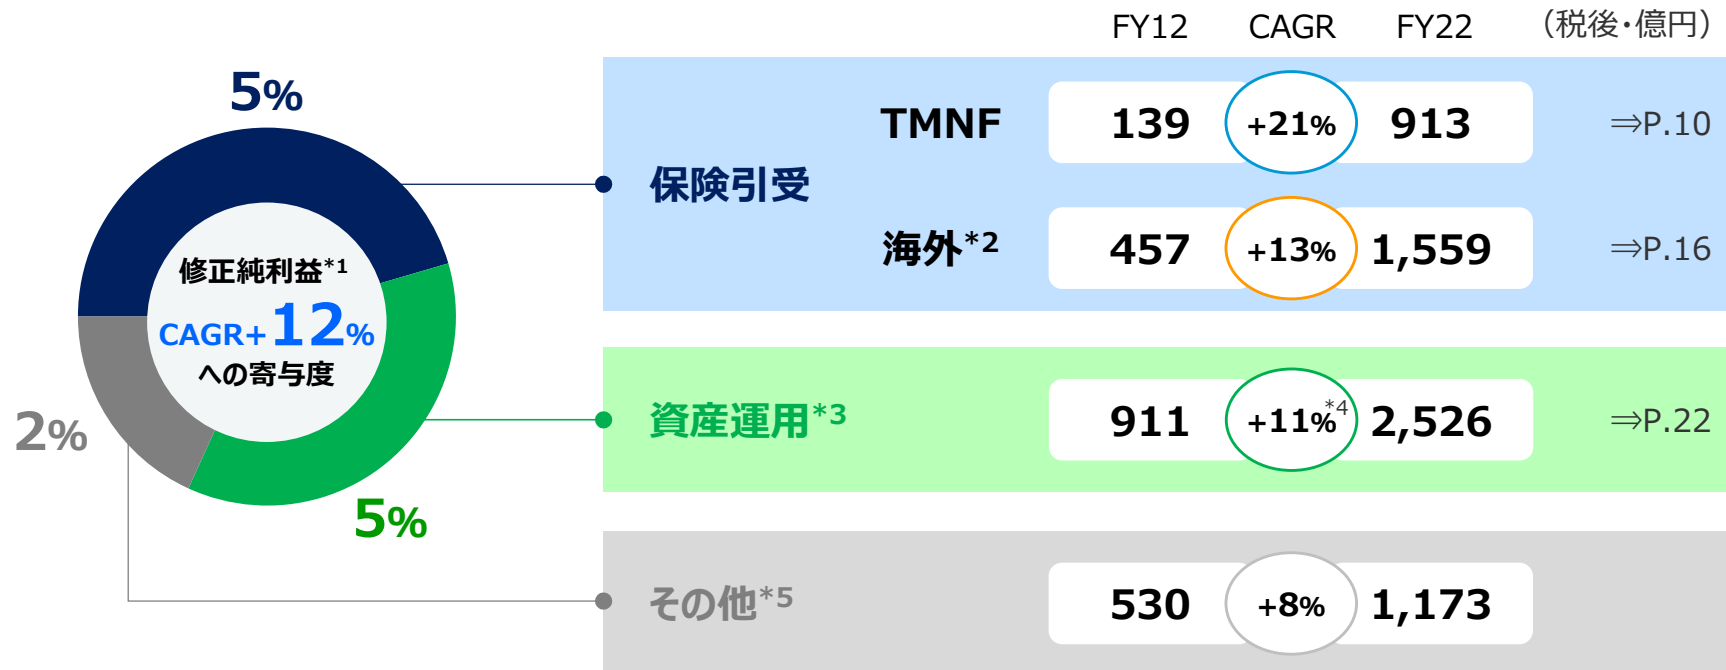 FY12 CAGR FY22 (税後・億円)
5%
TMNF 139 +21% 913 ⇒P.10
保険引受
海外*2 457 +13% 1,559 ⇒P.16
修正純利益*1
CAGR+12%
への寄与度
資産運用*3 911 +11%*4 2,526 ⇒P.22
2%
5%
その他*5 530 +8% 1,173